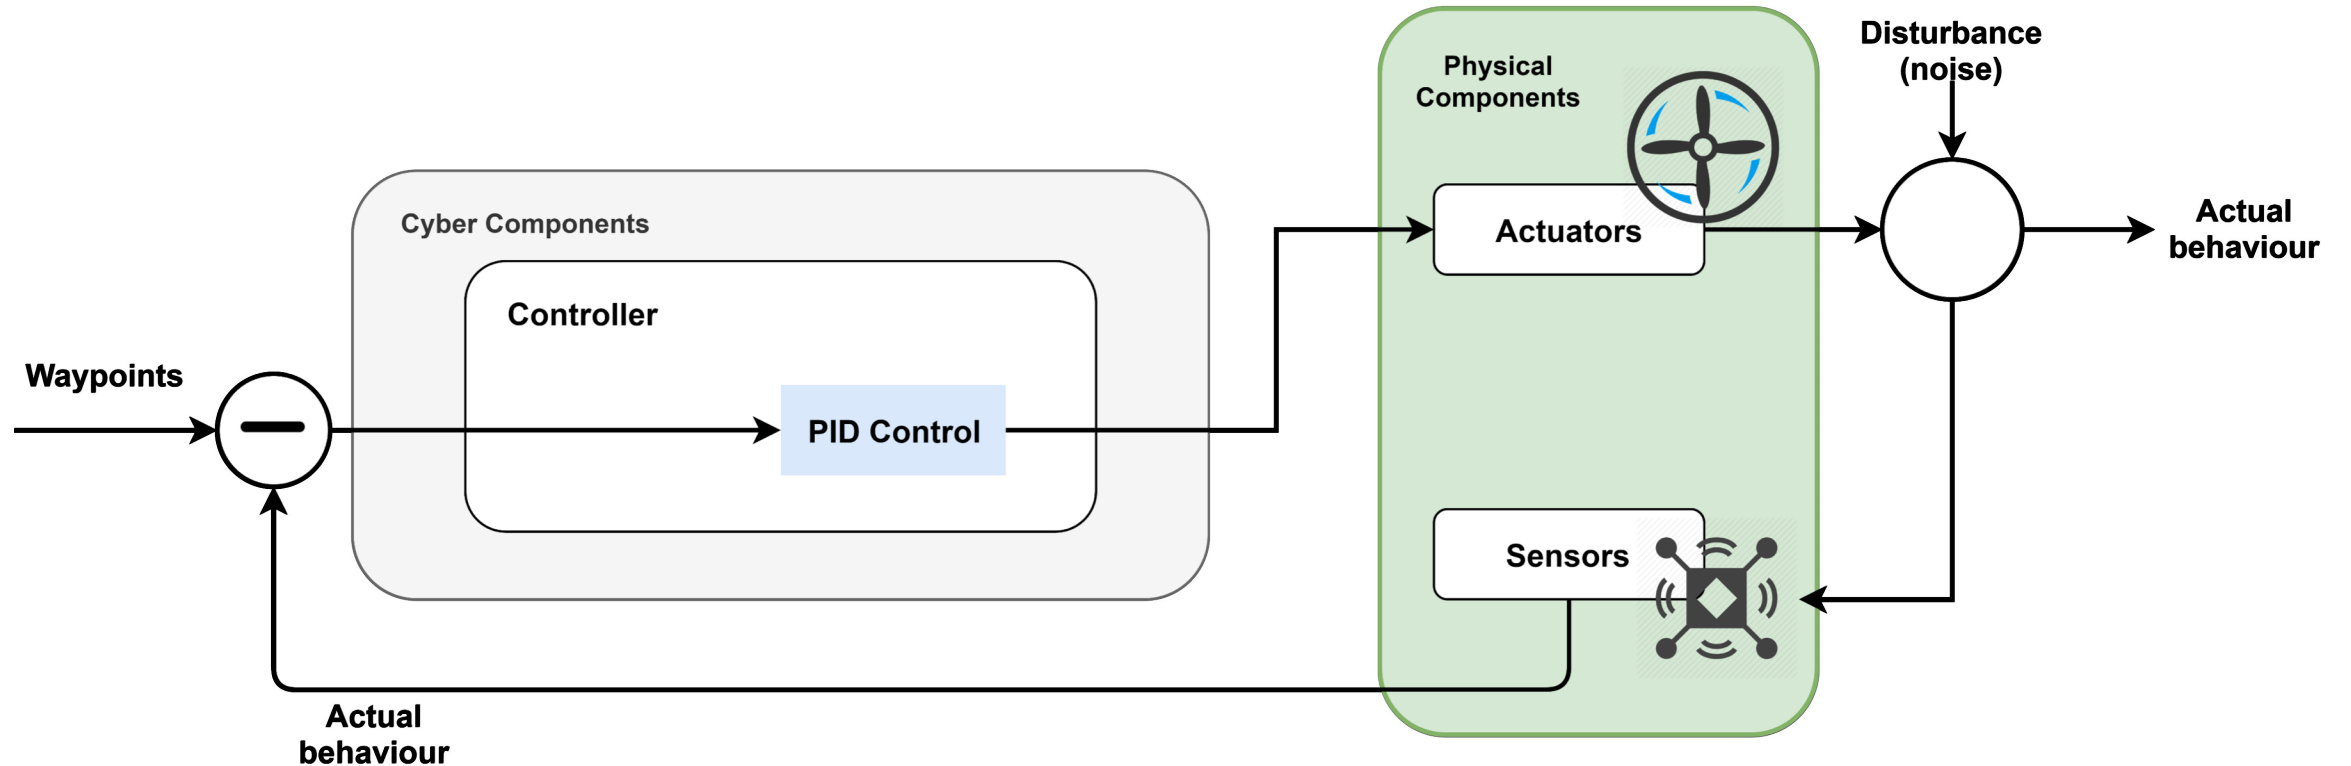 Disturbance
(noise)
Physical
Components
Cyber Components
Actuators
Actual
behaviour
Controller
Waypoints
PID Control
Sensors
Actual
behaviour